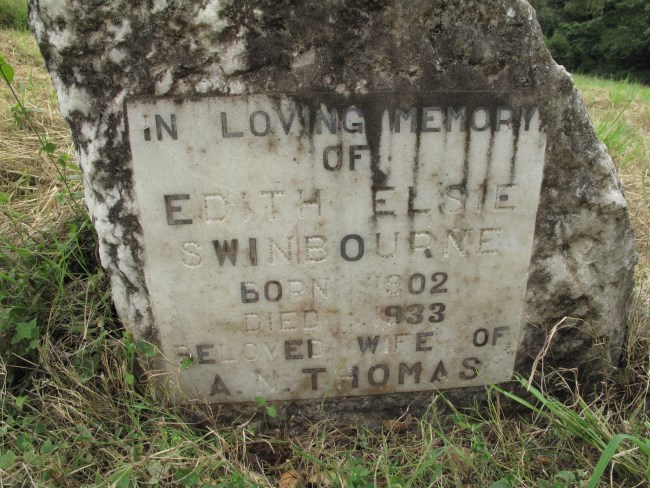 IN LOVING MEMORY
OF
EDITH ELSIE
SWINBOURNE
BORN 1902
DIED 1933
BELOVED WIFE OF
A. N. THOMAS